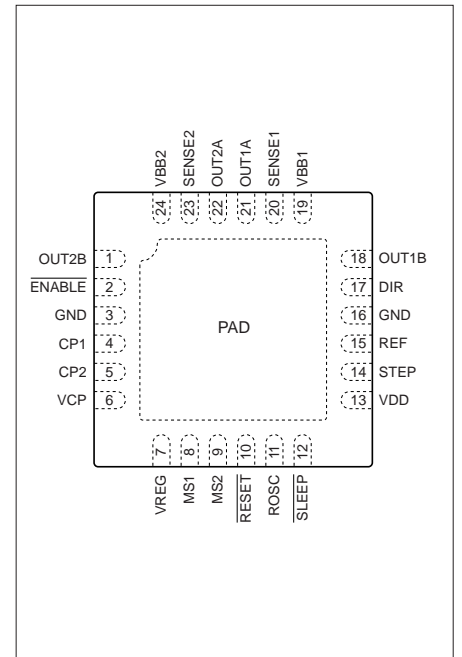 VBB2
SENSE2
OUT2A
OUT1A
SENSE1
VBB1
24
23
22
21
20
19
OUT2B 1
ENABLE 2
GND 3
CP1 4
CP2 5
VCP 6
PAD
18 OUT1B
17 DIR
16 GND
15 REF
14 STEP
13 VDD
7
8
9
10
11
12
VREG
MS1
MS2
RESET
ROSC
SLEEP